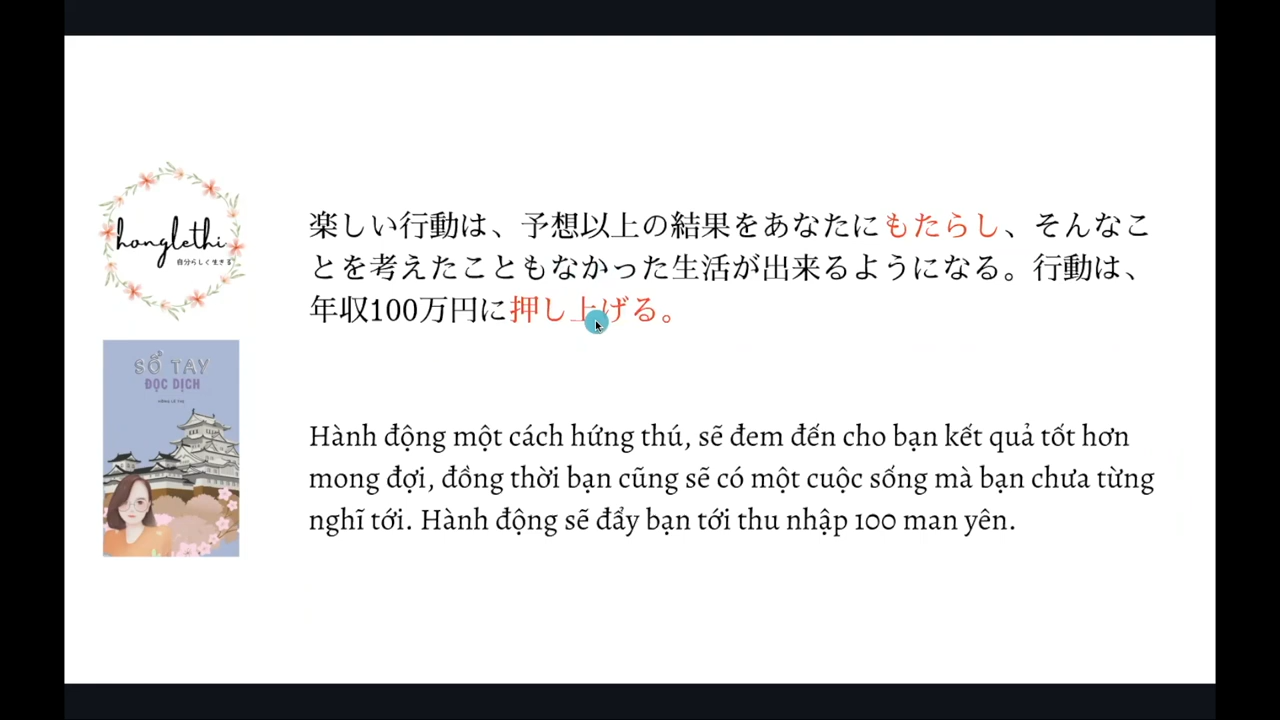 honglethi
自分らしく生きる
楽しい行動は、予想以上の結果をあなたにもたらし、そんなこ
とを考えたこともなかった生活が出来るようになる。行動は、
年収100万円に押し上げる。
SỔ TAY
ĐỌC DỊCH
HỒNG LÊ THỊ
Hành động một cách hứng thú, sẽ đem đến cho bạn kết quả tốt hơn
mong đợi, đồng thời bạn cũng sẽ có một cuộc sống mà bạn chưa từng
nghĩ tới. Hành động sẽ đẩy bạn tới thu nhập 100 man yên.